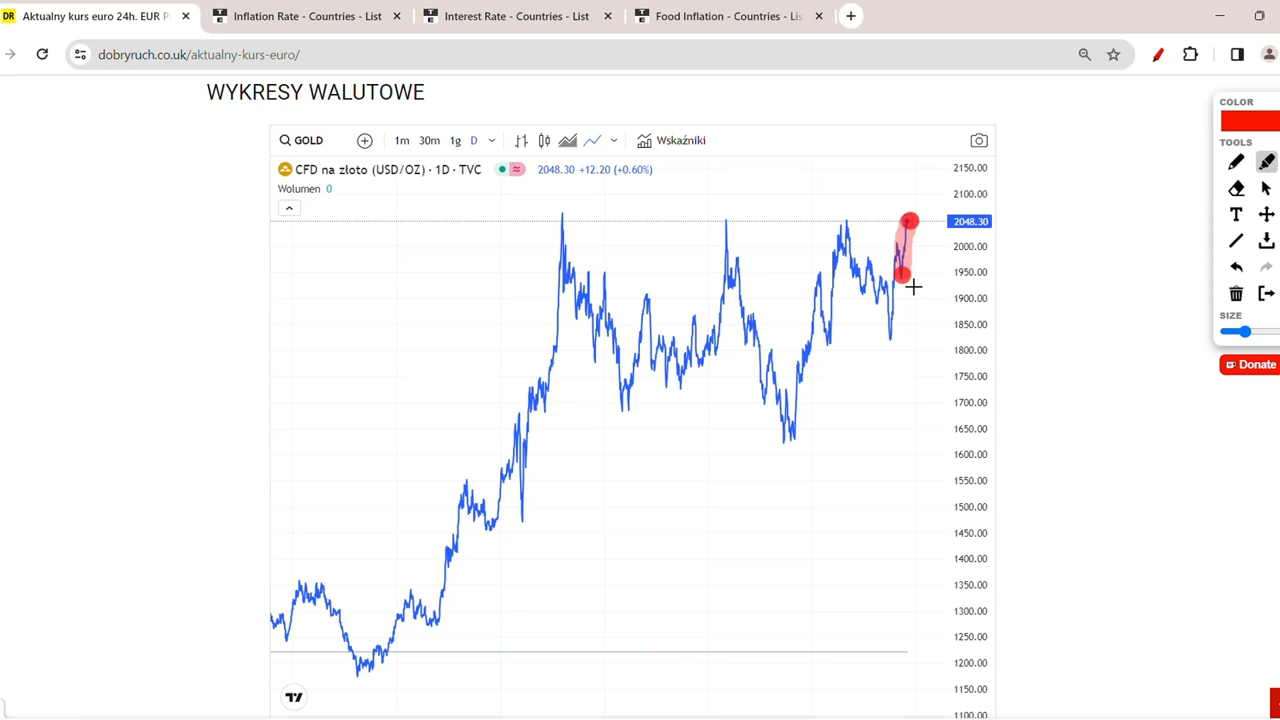 DR Aktualny kurs euro 24h. EUR P
Inflation Rate - Countries - List
Interest Rate - Countries - List
Food Inflation - Countries - Lis
dobryruch.co.uk/aktualny-kurs-euro/
WYKRESY WALUTOWE
GOLD 1m 30m 1g D Wskaźniki
CFD na złoto (USD/OZ) · 1D · TVC 2048.30 +12.20 (+0.60%)
Wolumen 0
2150.00
2100.00
2048.30
2000.00
1950.00
1900.00
1850.00
1800.00
1750.00
1700.00
1650.00
1600.00
1550.00
1500.00
1450.00
1400.00
1350.00
1300.00
1250.00
1200.00
1150.00
1100.00
COLOR
TOOLS
T
SIZE
Donate